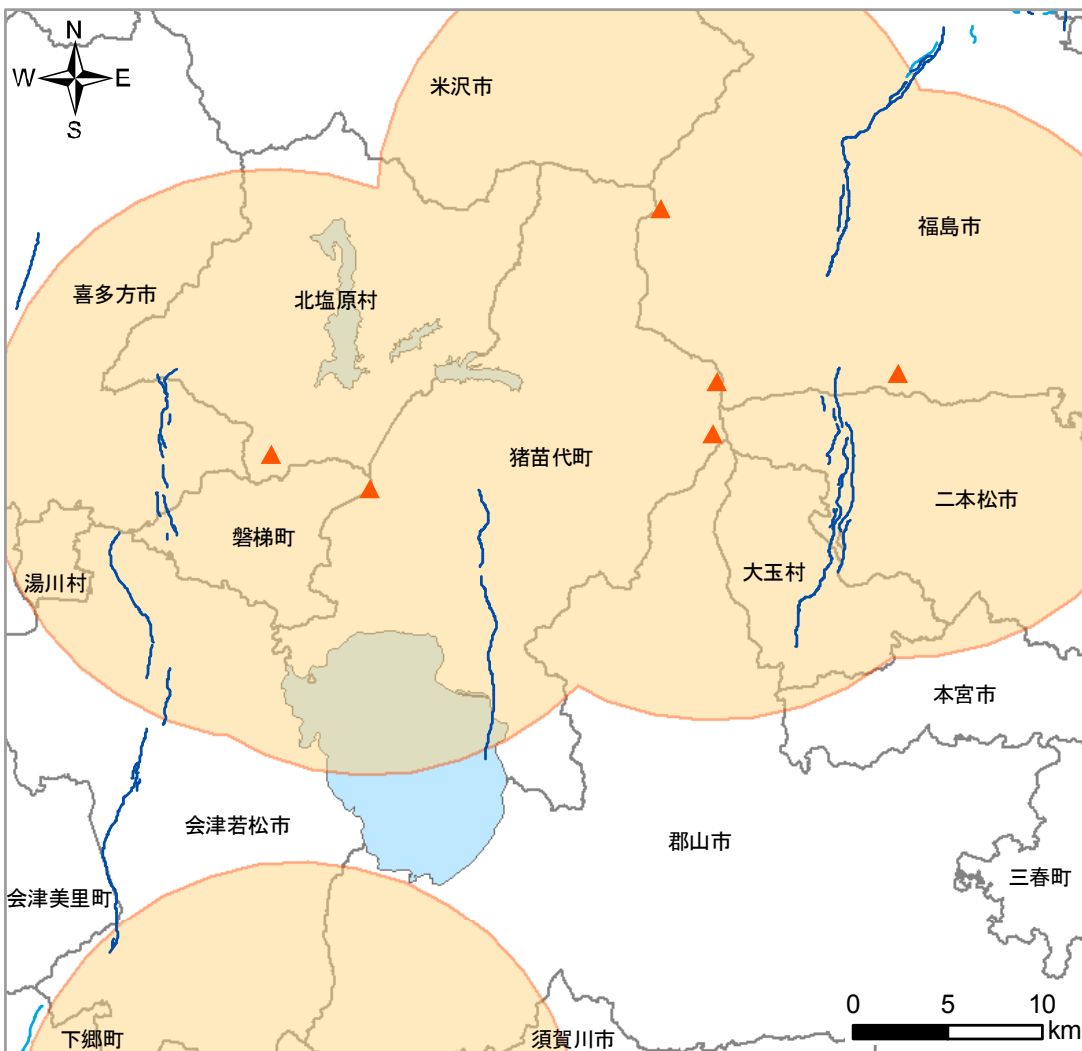 N
W E
S
米沢市
福島市
喜多方市
北塩原村
猪苗代町
二本松市
磐梯町
湯川村
大玉村
本宮市
会津若松市
郡山市
三春町
会津美里町
0 5 10
km
下郷町
須賀川市